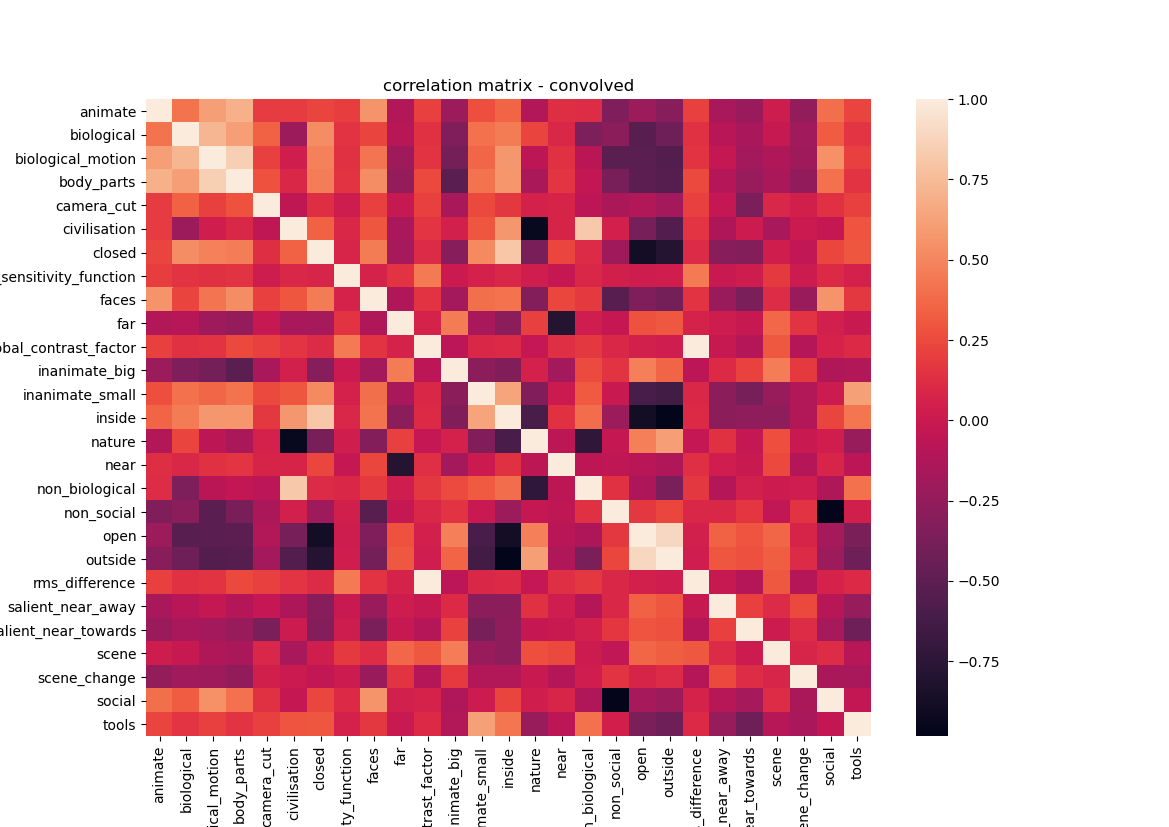 correlation matrix - convolved
animate
biological
biological_motion
body_parts
camera_cut
civilisation
closed
_sensitivity_function
faces
far
obal_contrast_factor
inanimate_big
inanimate_small
inside
nature
near
non_biological
non_social
open
outside
rms_difference
salient_near_away
alient_near_towards
scene
scene_change
social
tools
animate
biological
ical_motion
body_parts
camera_cut
civilisation
closed
ty_function
faces
far
trast_factor
nimate_big
mate_small
inside
nature
near
n_biological
non_social
open
outside
_difference
_near_away
ear_towards
scene
ene_change
social
tools
1.00
0.75
0.50
0.25
0.00
−0.25
−0.50
−0.75